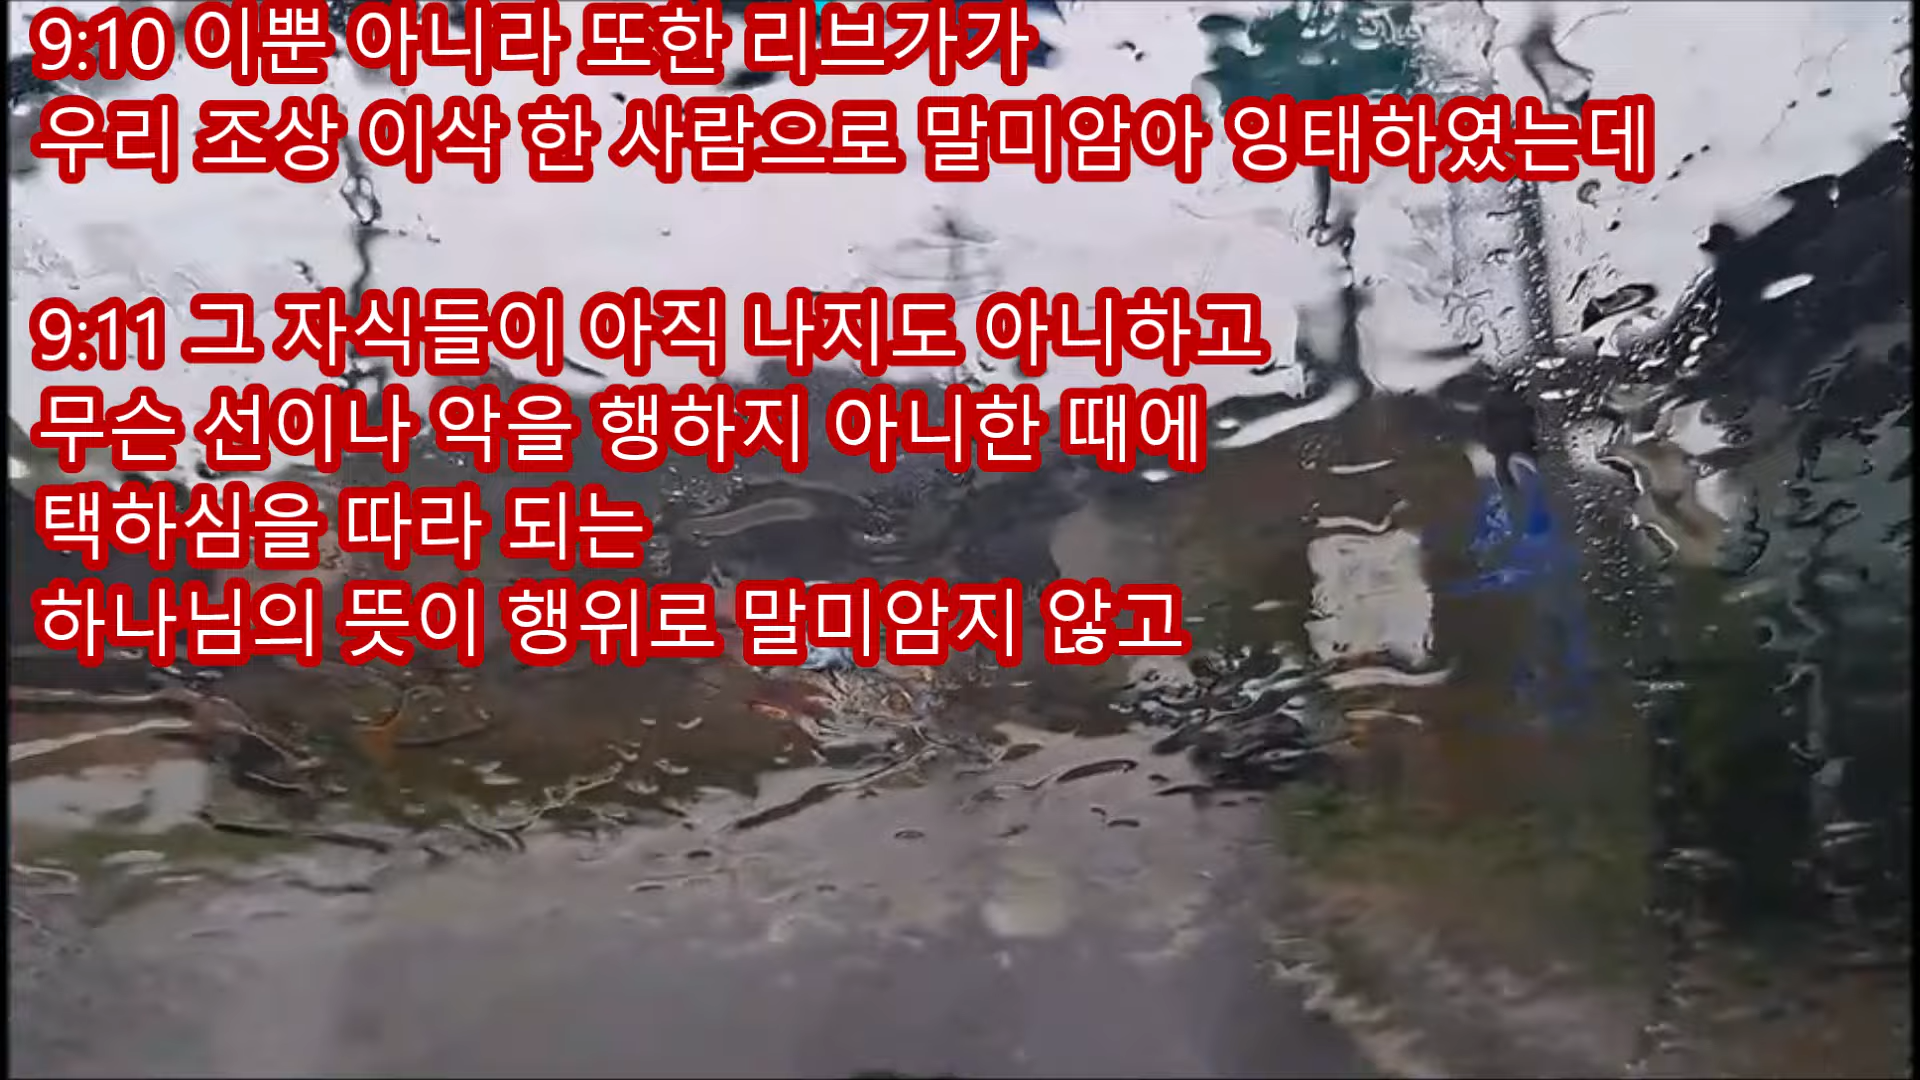 9:10 이뿐 아니라 또한 리브가가
우리 조상 이삭 한 사람으로 말미암아 잉태하였는데
9:11 그 자식들이 아직 나지도 아니하고
무슨 선이나 악을 행하지 아니한 때에
택하심을 따라 되는
하나님의 뜻이 행위로 말미암지 않고